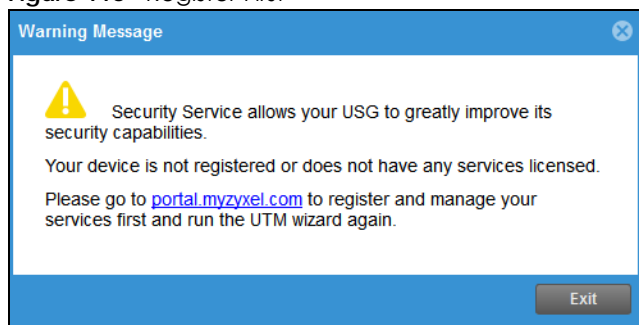 Warning Message
Security Service allows your USG to greatly improve its
security capabilities.
Your device is not registered or does not have any services licensed.
Please go to portal.myzyxel.com to register and manage your
services first and run the UTM wizard again.
Exit